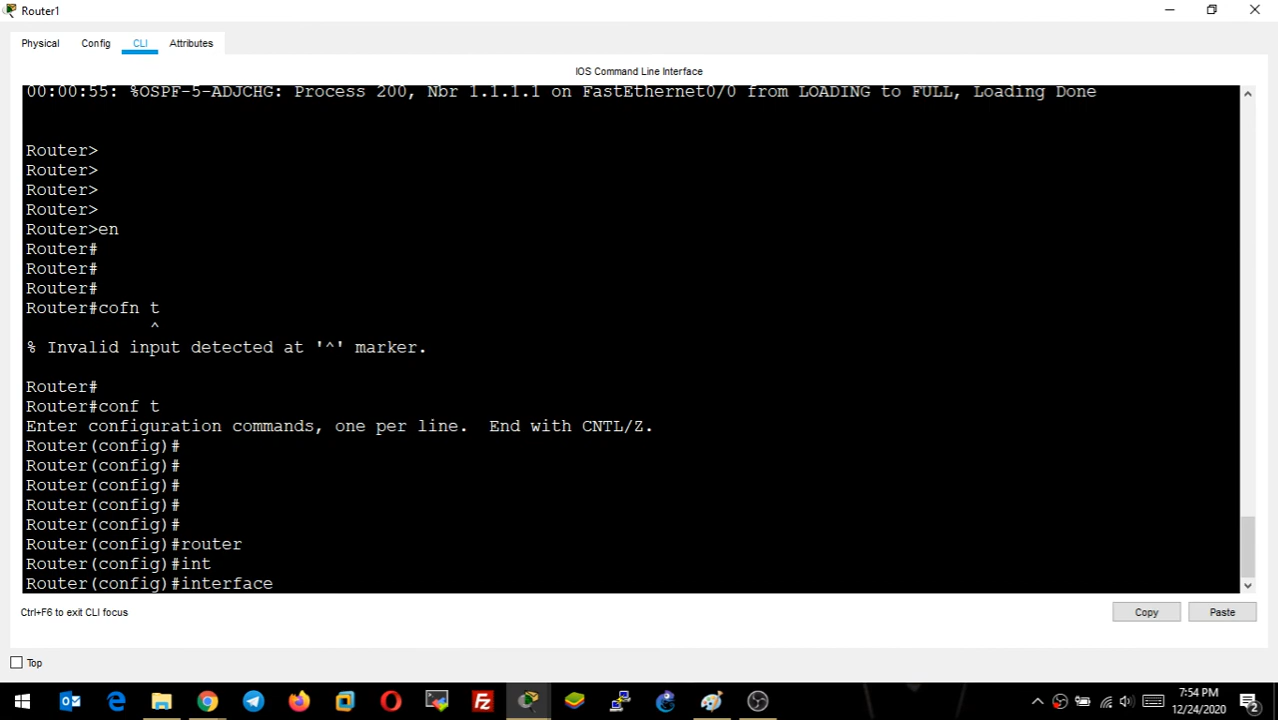 Router1
Physical Config CLI Attributes
IOS Command Line Interface
00:00:55: %OSPF-5-ADJCHG: Process 200, Nbr 1.1.1.1 on FastEthernet0/0 from LOADING to FULL, Loading Done
Router>
Router>
Router>
Router>
Router>en
Router#
Router#
Router#
Router#cofn t
^
% Invalid input detected at '^' marker.
Router#
Router#conf t
Enter configuration commands, one per line.  End with CNTL/Z.
Router(config)#
Router(config)#
Router(config)#
Router(config)#
Router(config)#
Router(config)#router
Router(config)#int
Router(config)#interface
Ctrl+F6 to exit CLI focus
Copy Paste
Top
7:54 PM
12/24/2020
2